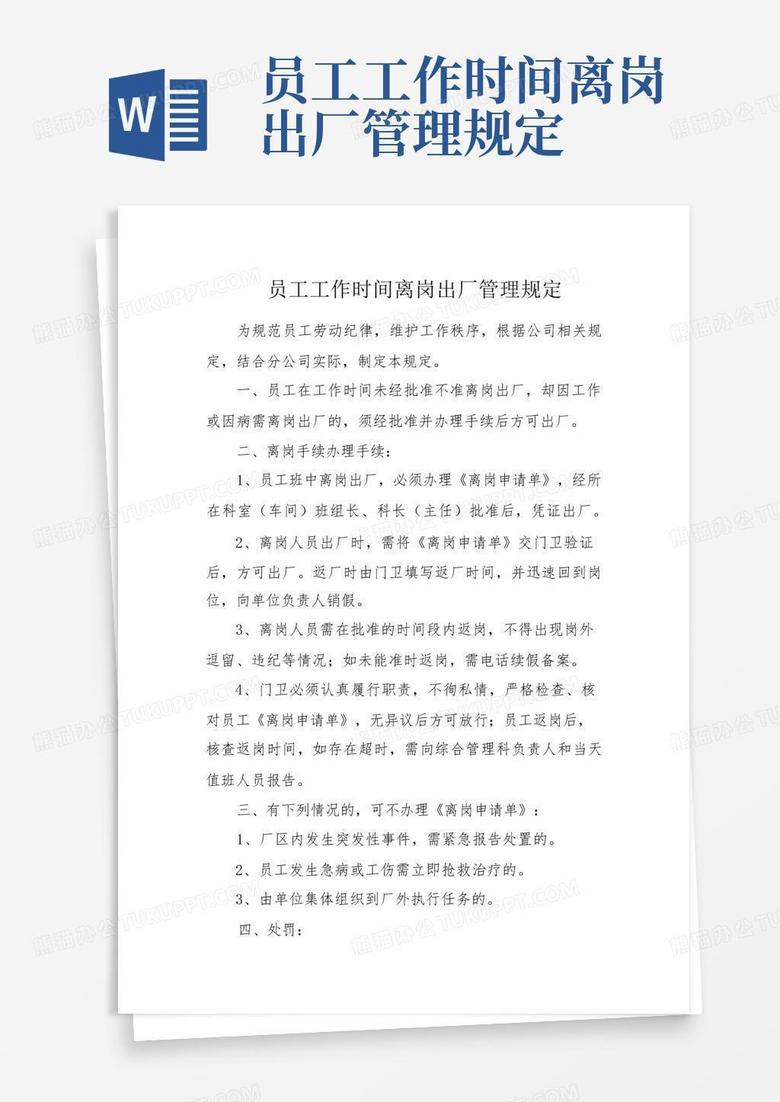 员工工作时间离岗
出厂管理规定
W
员工工作时间离岗出厂管理规定
为规范员工劳动纪律，维护工作秩序，根据公司相关规
定，结合分公司实际，制定本规定。
一、员工在工作时间未经批准不准离岗出厂，却因工作
或因病需离岗出厂的，须经批准并办理手续后方可出厂。
二、离岗手续办理手续：
1、员工班中离岗出厂，必须办理《离岗申请单》，经所
在科室（车间）班组长、科长（主任）批准后，凭证出厂。
2、离岗人员出厂时，需将《离岗申请单》交门卫验证
后，方可出厂。返厂时由门卫填写返厂时间，并迅速回到岗
位，向单位负责人销假。
3、离岗人员需在批准的时间段内返岗，不得出现岗外
逗留、违纪等情况；如未能准时返岗，需电话续假备案。
4、门卫必须认真履行职责，不徇私情，严格检查、核
对员工《离岗申请单》，无异议后方可放行；员工返岗后，
核查返岗时间，如存在超时，需向综合管理科负责人和当天
值班人员报告。
三、有下列情况的，可不办理《离岗申请单》：
1、厂区内发生突发性事件，需紧急报告处置的。
2、员工发生急病或工伤需立即抢救治疗的。
3、由单位集体组织到厂外执行任务的。
四、处罚：
熊猫办公 TUKUPPT.COM